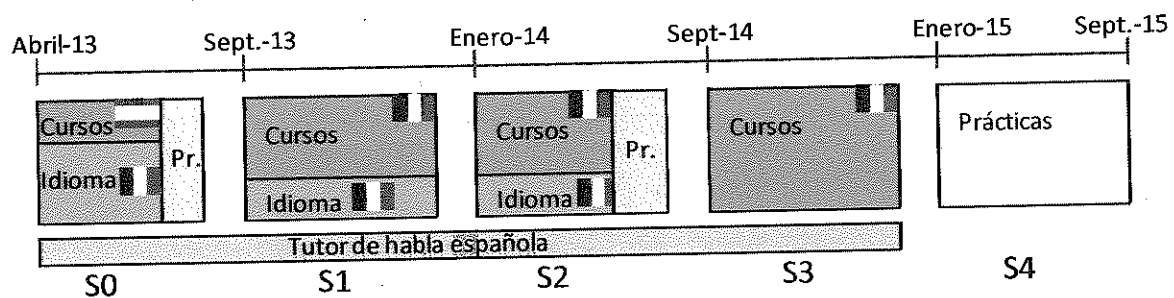 Abril-13 Sept.-13 Enero-14 Sept-14 Enero-15 Sept.-15
Cursos Cursos Cursos Cursos Prácticas
Pr. Pr.
Idioma Idioma Idioma
Tutor de habla española
S0 S1 S2 S3 S4